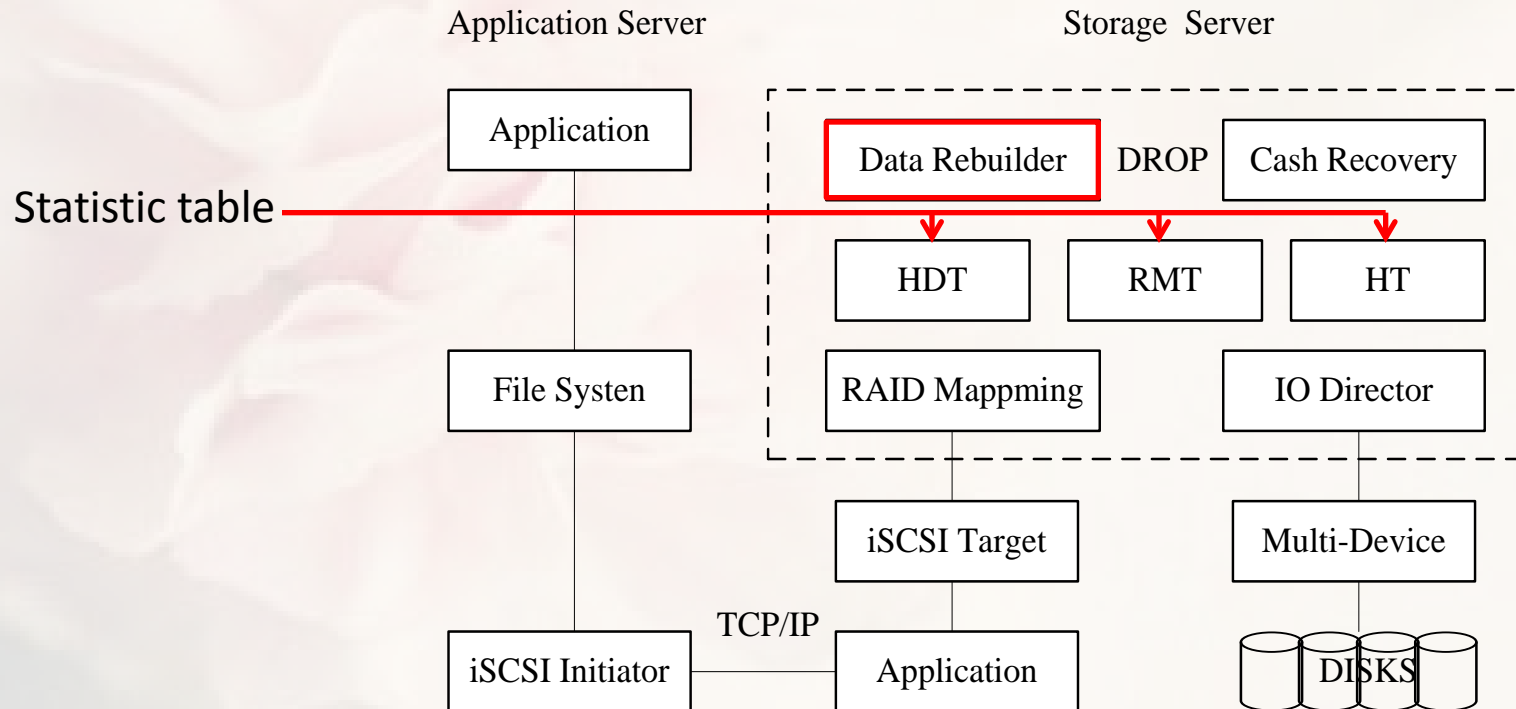 Application Server
Storage Server
Application
Data Rebuilder
DROP
Cash Recovery
Statistic table
HDT
RMT
HT
File Systen
RAID Mappming
IO Director
iSCSI Target
Multi-Device
TCP/IP
iSCSI Initiator
Application
DISKS